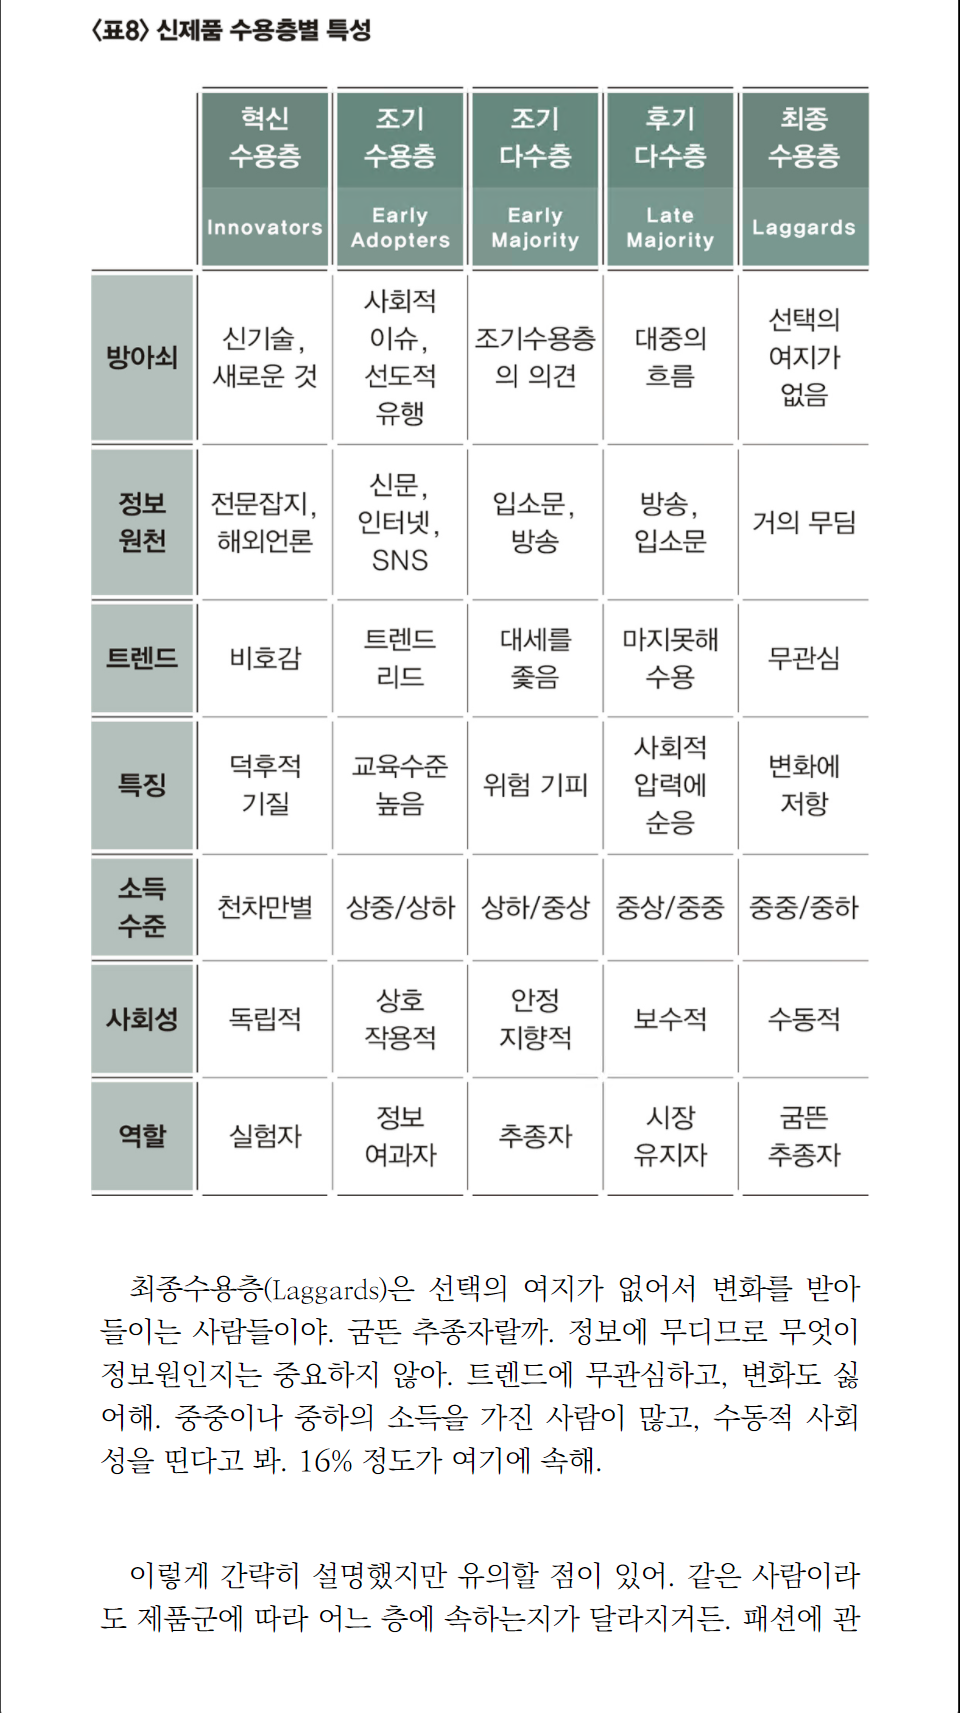 〈표8〉 신제품 수용층별 특성
혁신
수용층
조기
수용층
조기
다수층
후기
다수층
최종
수용층
Innovators
Early
Adopters
Early
Majority
Late
Majority
Laggards
방아쇠
신기술,
새로운 것
사회적
이슈,
선도적
유행
조기수용층
의 의견
대중의
흐름
선택의
여지가
없음
정보
원천
전문잡지,
해외언론
신문,
인터넷,
SNS
입소문,
방송
방송,
입소문
거의 무딤
트렌드
비호감
트렌드
리드
대세를
좇음
마지못해
수용
무관심
특징
덕후적
기질
교육수준
높음
위험 기피
사회적
압력에
순응
변화에
저항
소득
수준
천차만별
상중/상하
상하/중상
중상/중중
중중/중하
사회성
독립적
상호
작용적
안정
지향적
보수적
수동적
역할
실험자
정보
여과자
추종자
시장
유지자
굼뜬
추종자
최종수용층(Laggards)은 선택의 여지가 없어서 변화를 받아
들이는 사람들이야. 굼뜬 추종자랄까. 정보에 무디므로 무엇이
정보원인지는 중요하지 않아. 트렌드에 무관심하고, 변화도 싫
어해. 중중이나 중하의 소득을 가진 사람이 많고, 수동적 사회
성을 띤다고 봐. 16% 정도가 여기에 속해.
이렇게 간략히 설명했지만 유의할 점이 있어. 같은 사람이라
도 제품군에 따라 어느 층에 속하는지가 달라지거든. 패션에 관